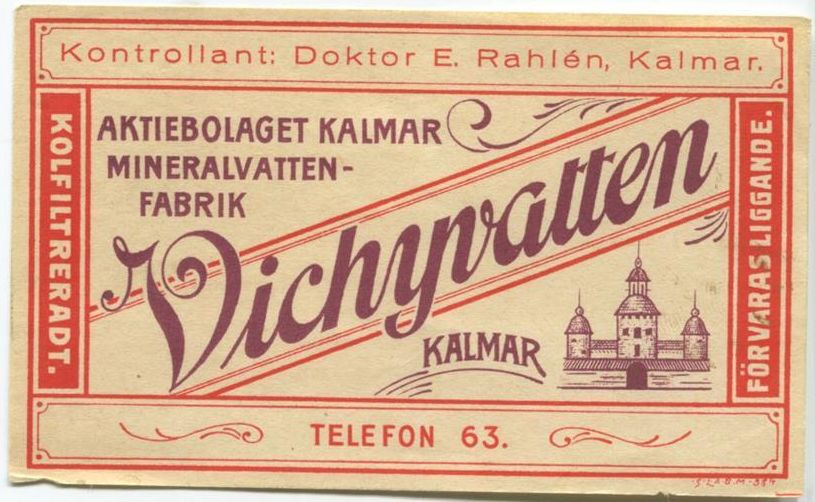 Kontrollant: Doktor E. Rahlén, Kalmar.
KOLFILTRERADT.
AKTIEBOLAGET KALMAR
MINERALVATTEN-
FABRIK
Vichyvatten
KALMAR
FÖRVARAS LIGGANDE.
TELEFON 63.